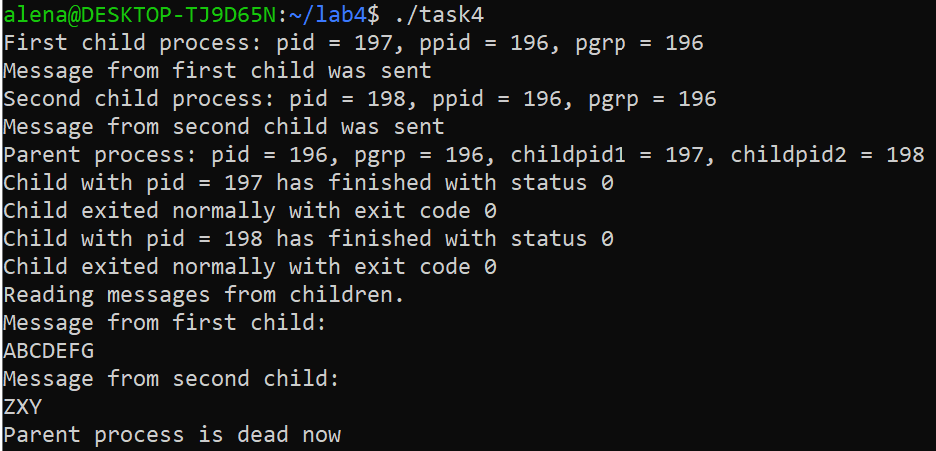 alena@DESKTOP-TJ9D65N:~/lab4$ ./task4
First child process: pid = 197, ppid = 196, pgrp = 196
Message from first child was sent
Second child process: pid = 198, ppid = 196, pgrp = 196
Message from second child was sent
Parent process: pid = 196, pgrp = 196, childpid1 = 197, childpid2 = 198
Child with pid = 197 has finished with status 0
Child exited normally with exit code 0
Child with pid = 198 has finished with status 0
Child exited normally with exit code 0
Reading messages from children.
Message from first child:
ABCDEFG
Message from second child:
ZXY
Parent process is dead now